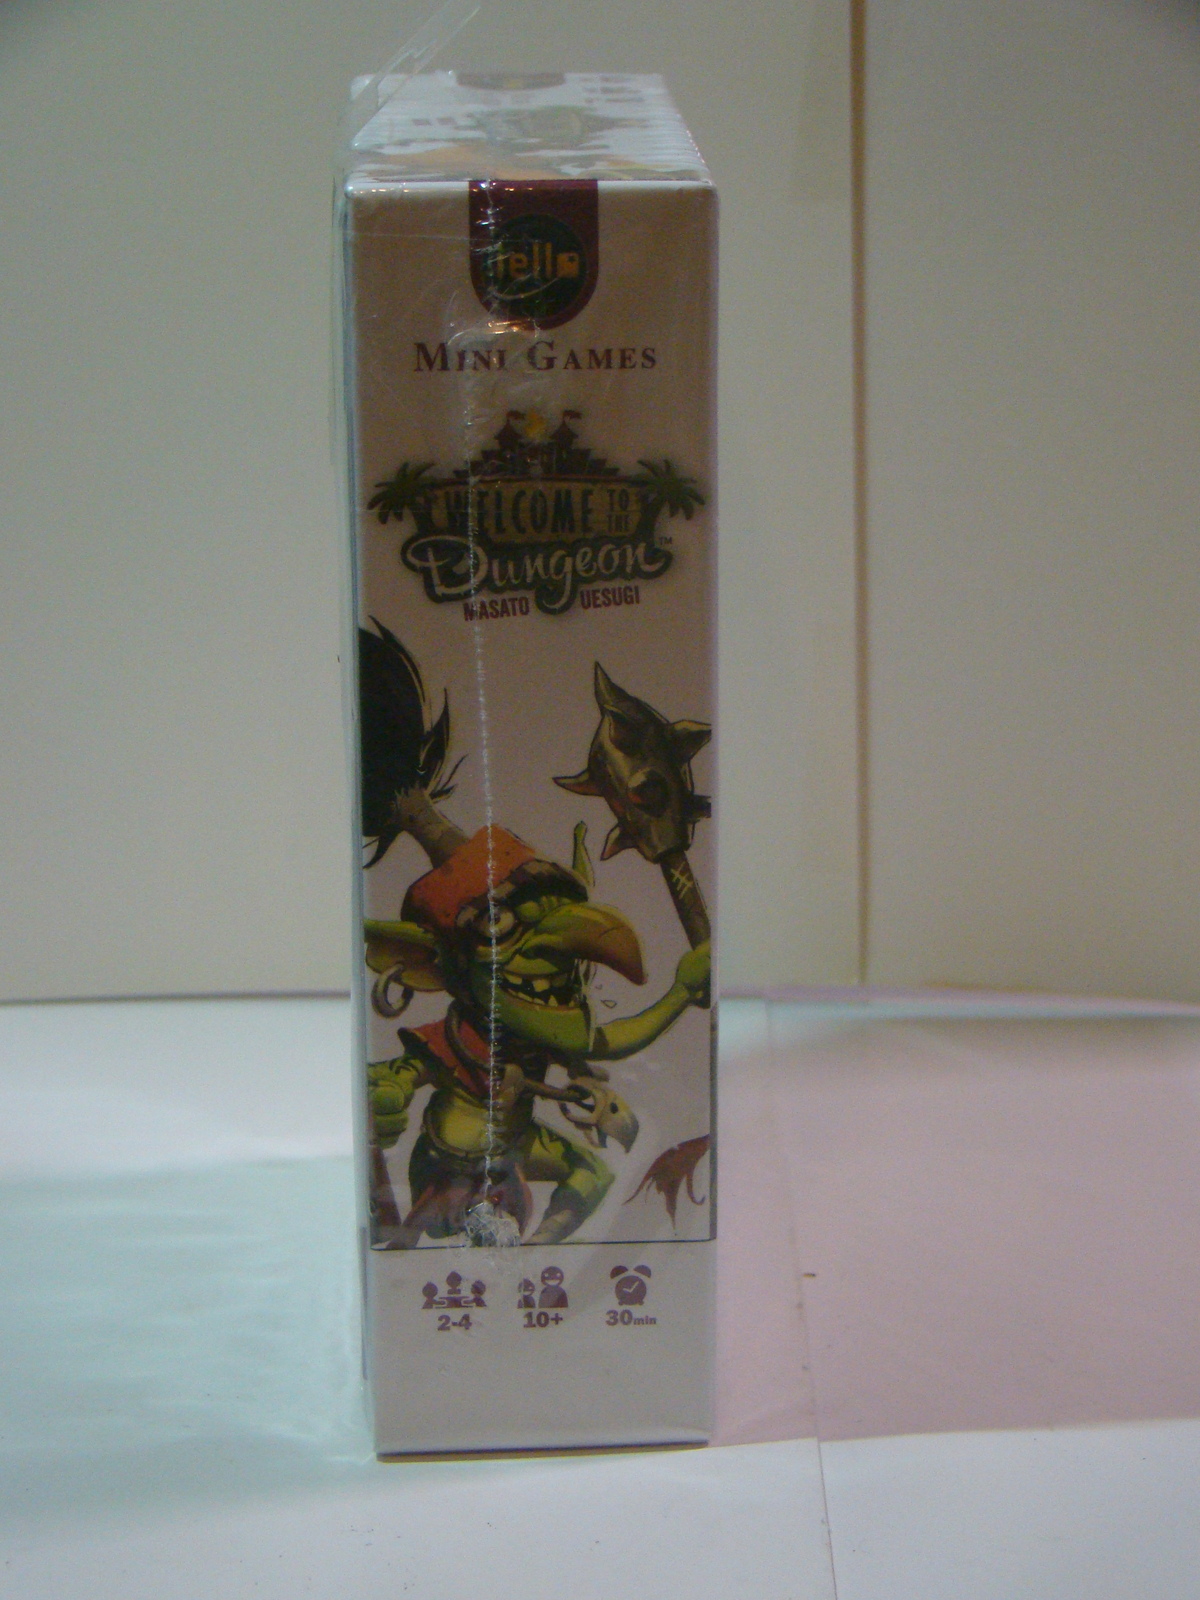 iello
MINI GAMES
WELCOME TO THE
Dungeon™
MASATO UESUGI
2-4 10+ 30min